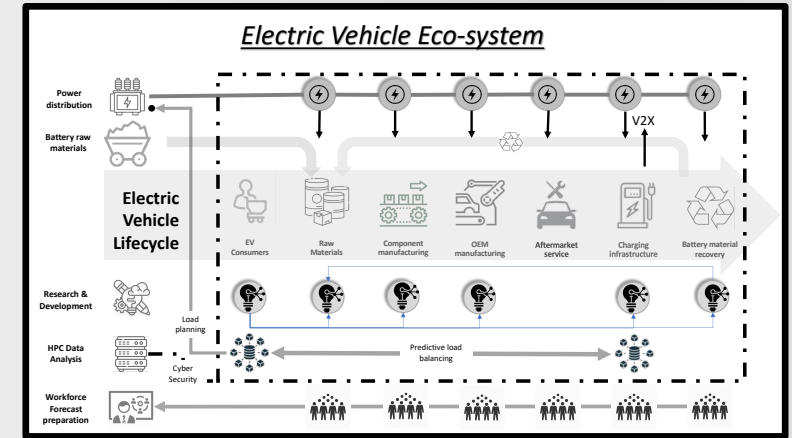 Electric Vehicle Eco-system
Power
distribution
V2X
Battery raw
materials
Electric
Vehicle
Lifecycle
EV
Consumers
Raw
Materials
Component
manufacturing
OEM
manufacturing
Aftermarket
service
Charging
infrastructure
Battery material
recovery
Research &
Development
Load
planning
HPC Data
Analysis
Cyber
Security
Predictive load
balancing
Workforce
Forecast
preparation